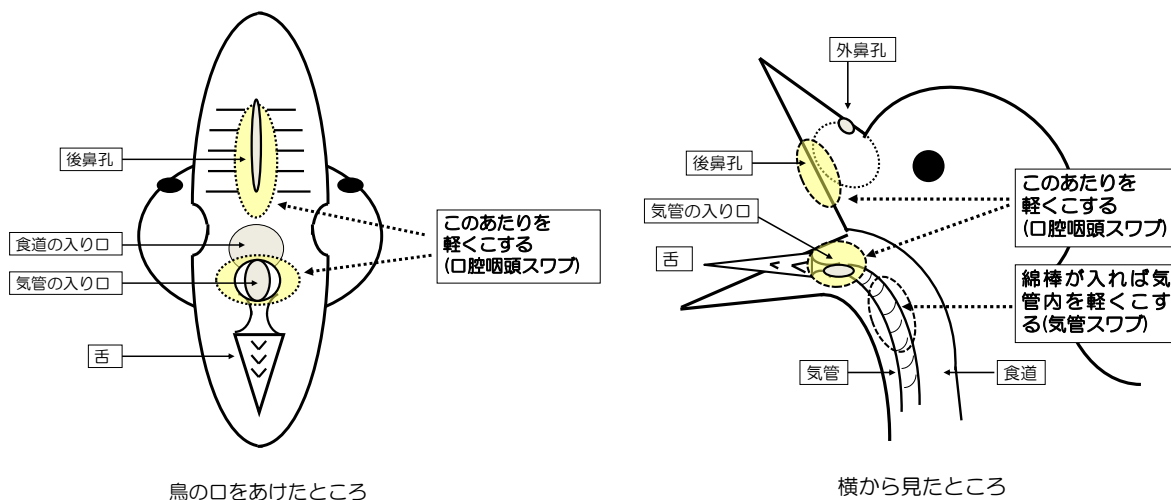 後鼻孔
食道の入り口
気管の入り口
舌
このあたりを
軽くこする
(口腔咽頭スワブ)
鳥の口をあけたところ
外鼻孔
後鼻孔
気管の入り口
舌
気管
食道
このあたりを
軽くこする
(口腔咽頭スワブ)
綿棒が入れば気
管内を軽くこす
る(気管スワブ)
横から見たところ